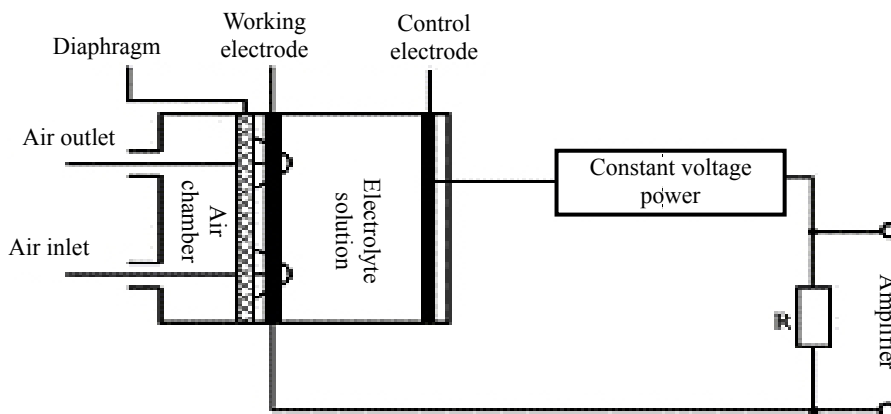 Working
electrode
Control
electrode
Diaphragm
Air outlet
Air inlet
Air
chamber
Electrolyte
solution
Constant voltage
power
R
Amplifier